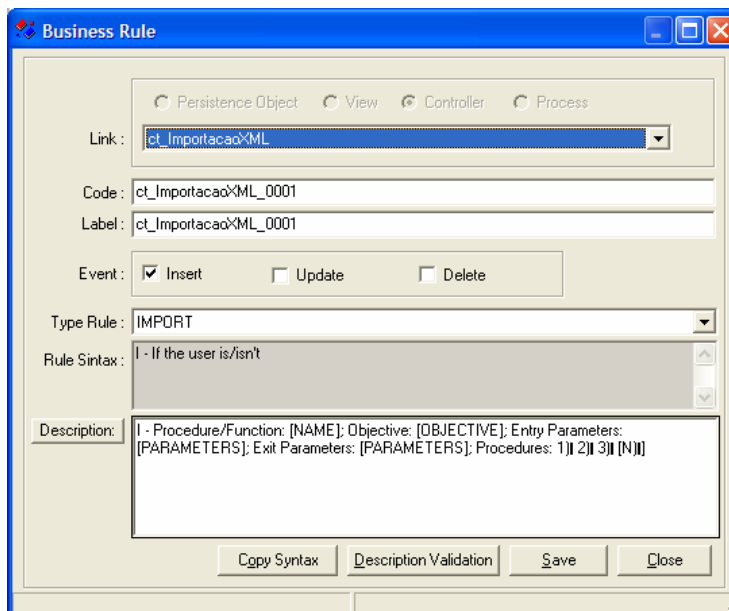 Business Rule
Persistence Object View Controller Process
Link : ct_ImportacaoXML
Code : ct_ImportacaoXML_0001
Label : ct_ImportacaoXML_0001
Event : Insert Update Delete
Type Rule : IMPORT
Rule Sintax : I - If the user is/isn't
Description: I - Procedure/Function: [NAME]; Objective: [OBJECTIVE]; Entry Parameters:
[PARAMETERS]; Exit Parameters: [PARAMETERS]; Procedures: 1)|| 2)|| 3)|| [N)||]
Copy Syntax Description Validation Save Close